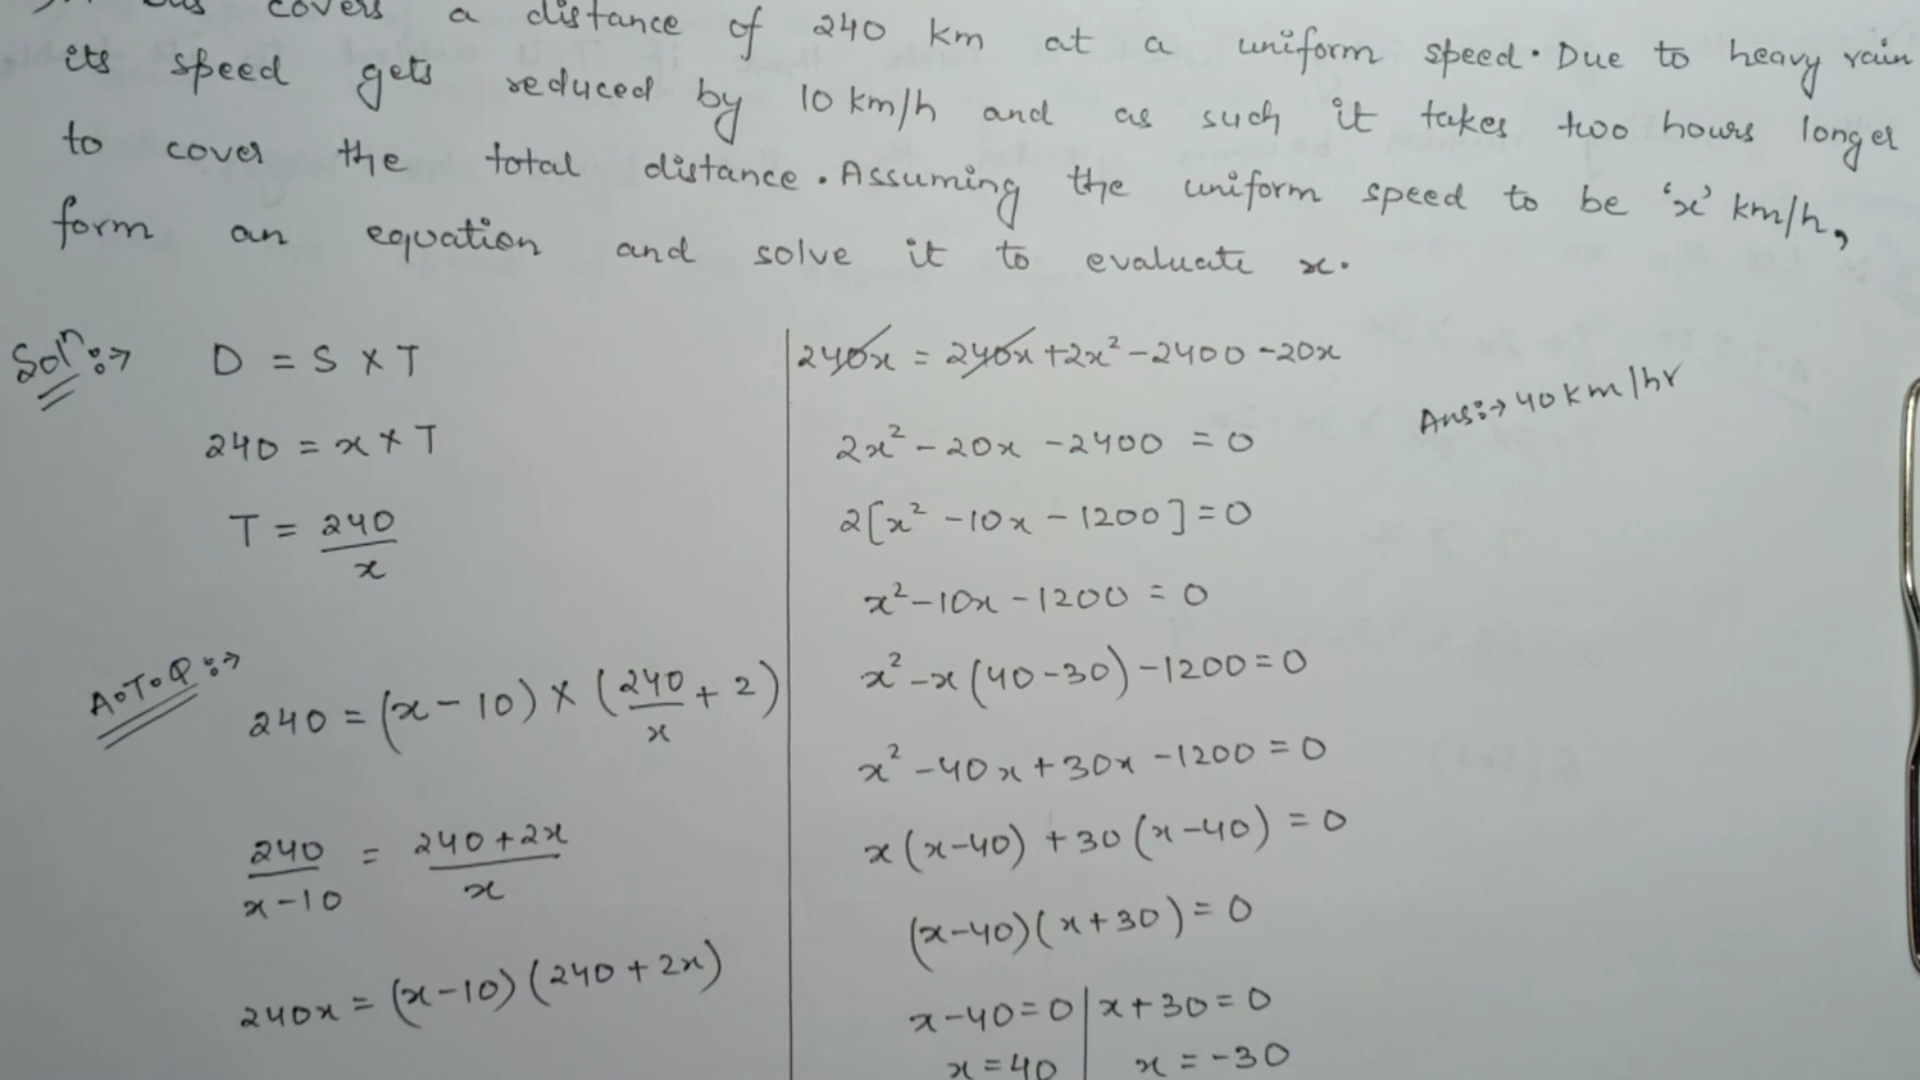 covers a distance of 240 km at a uniform speed. Due to heavy rain
its speed gets reduced by 10 km/h and as such it takes two hours longer
to cover the total distance. Assuming the uniform speed to be 'x' km/h,
form an equation and solve it to evaluate x.
Solⁿ:→ D = S × T
240 = x × T
T = 240/x
A.T.Q:→ 240 = (x - 10) × (240/x + 2)
240/(x-10) = (240+2x)/x
240x = (x-10)(240+2x)
240x = 240x + 2x² - 2400 - 20x
2x² - 20x - 2400 = 0
2[x² - 10x - 1200] = 0
x² - 10x - 1200 = 0
x² - x(40-30) - 1200 = 0
x² - 40x + 30x - 1200 = 0
x(x-40) + 30(x-40) = 0
(x-40)(x+30) = 0
x-40=0 | x+30=0
x=40 | x=-30
Ans:→ 40 km/hr